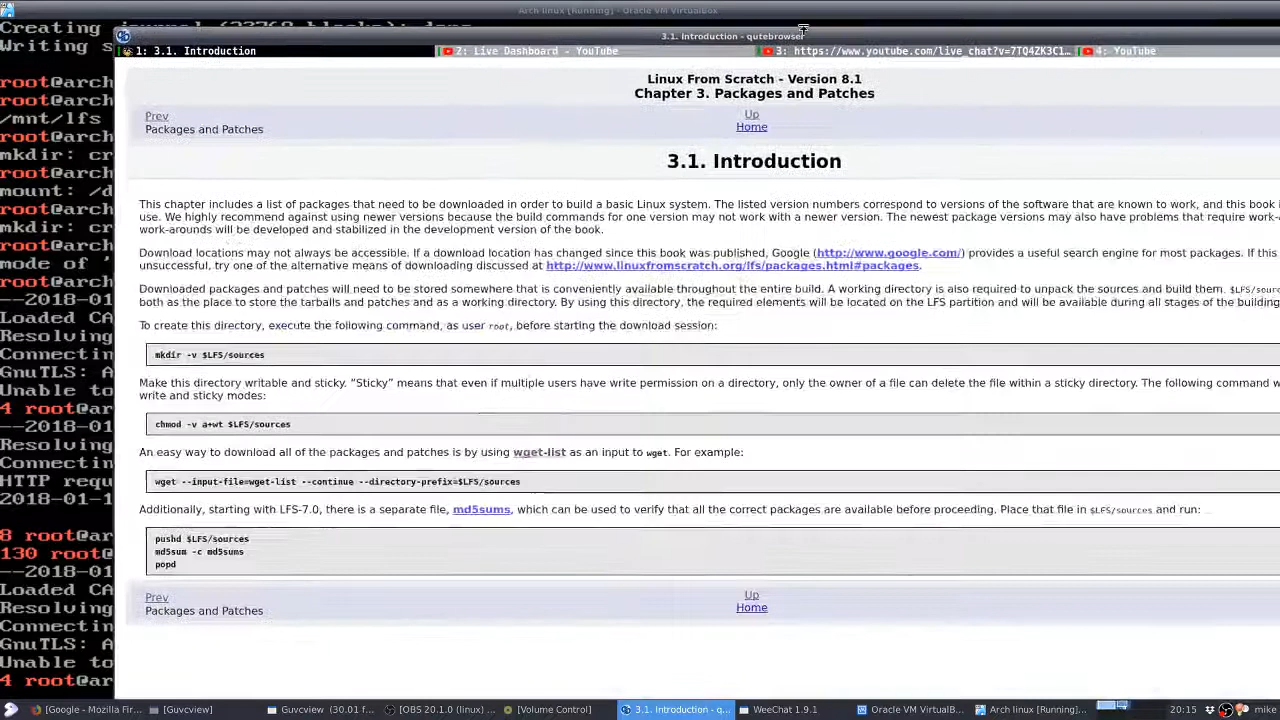 Arch linux [Running] - Oracle VM VirtualBox
Creating journal (32768 blocks): done
Writing s
root@arch
root@arch
/mnt/lfs
root@arch
mkdir: cr
root@arch
mount: /d
root@arch
mkdir: cr
root@arch
mode of '
root@arch
--2018-01
Loaded CA
Resolving
Connectin
GnuTLS: A
Unable to
4 root@ar
--2018-01
Resolving
Connectin
HTTP requ
2018-01-1
8 root@ar
130 root@
--2018-01
Loaded CA
Resolving
Connectin
GnuTLS: A
Unable to
4 root@ar
3.1. Introduction - qutebrowser
1: 3.1. Introduction
2: Live Dashboard - YouTube
3: https://www.youtube.com/live_chat?v=7TQ4ZK3C1…
4: YouTube
Linux From Scratch - Version 8.1
Chapter 3. Packages and Patches
Prev
Packages and Patches
Up
Home
3.1. Introduction
This chapter includes a list of packages that need to be downloaded in order to build a basic Linux system. The listed version numbers correspond to versions of the software that are known to work, and this book i
use. We highly recommend against using newer versions because the build commands for one version may not work with a newer version. The newest package versions may also have problems that require work-
work-arounds will be developed and stabilized in the development version of the book.
Download locations may not always be accessible. If a download location has changed since this book was published, Google (http://www.google.com/) provides a useful search engine for most packages. If this
unsuccessful, try one of the alternative means of downloading discussed at http://www.linuxfromscratch.org/lfs/packages.html#packages.
Downloaded packages and patches will need to be stored somewhere that is conveniently available throughout the entire build. A working directory is also required to unpack the sources and build them. $LFS/sourc
both as the place to store the tarballs and patches and as a working directory. By using this directory, the required elements will be located on the LFS partition and will be available during all stages of the building
To create this directory, execute the following command, as user root, before starting the download session:
mkdir -v $LFS/sources
Make this directory writable and sticky. “Sticky” means that even if multiple users have write permission on a directory, only the owner of a file can delete the file within a sticky directory. The following command w
write and sticky modes:
chmod -v a+wt $LFS/sources
An easy way to download all of the packages and patches is by using wget-list as an input to wget. For example:
wget --input-file=wget-list --continue --directory-prefix=$LFS/sources
Additionally, starting with LFS-7.0, there is a separate file, md5sums, which can be used to verify that all the correct packages are available before proceeding. Place that file in $LFS/sources and run:
pushd $LFS/sources
md5sum -c md5sums
popd
Prev
Packages and Patches
Up
Home
[Google - Mozilla Fir...
[Guvcview]
Guvcview (30.01 f...
[OBS 20.1.0 (linux) ...
[Volume Control]
3.1. Introduction - q...
WeeChat 1.9.1
Oracle VM VirtualB...
Arch linux [Running]...
20:15
mike